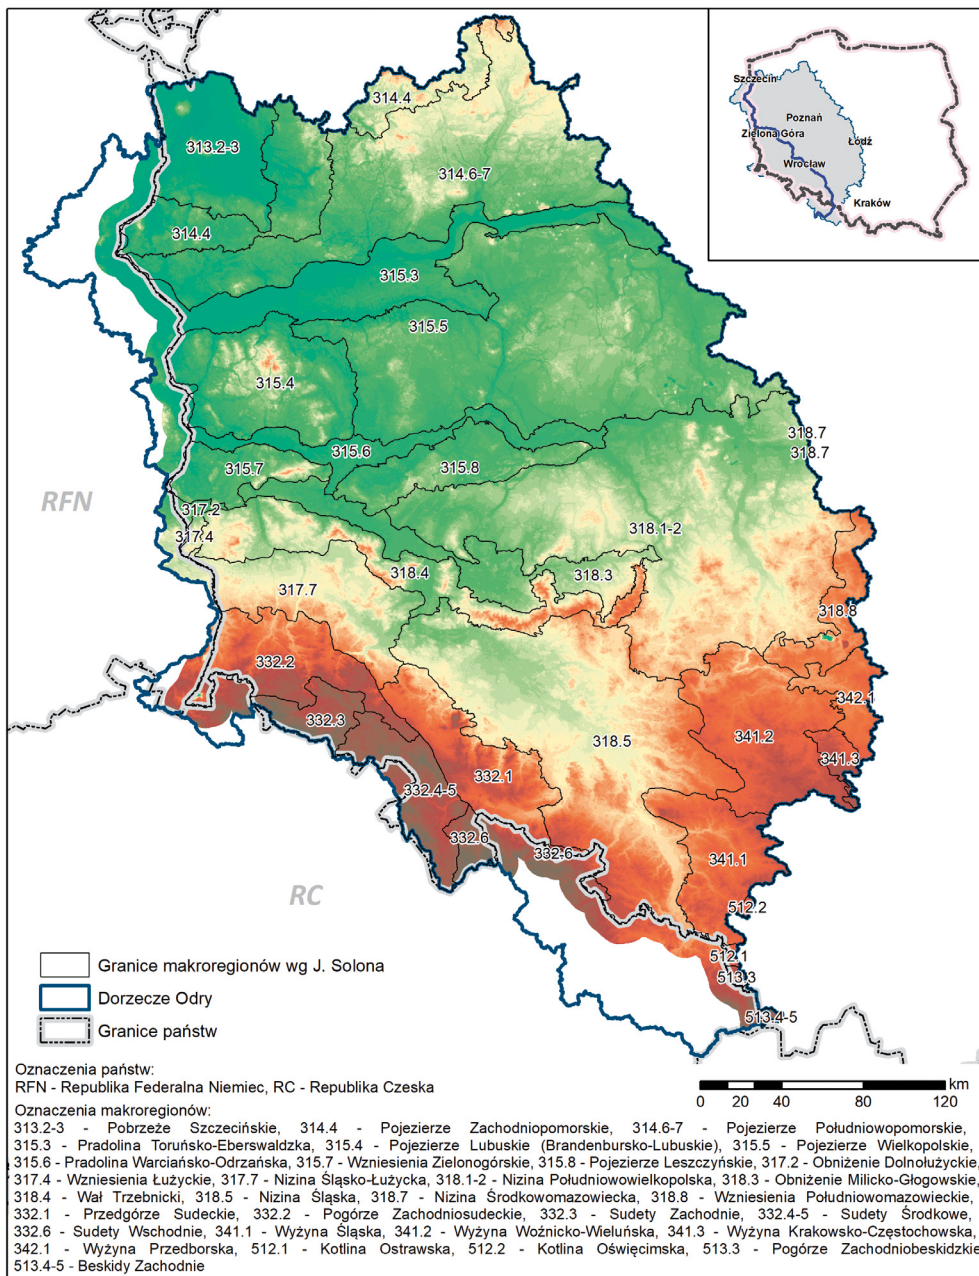 314.4
313.2-3
314.6-7
314.4
315.3
315.5
315.4
318.7
318.7
315.6
315.8
315.7
RFN
317.2
318.1-2
317.4
318.4
318.3
317.7
318.8
332.2
342.1
332.3
318.5
341.2
341.3
332.1
332.4-5
332.6
332.6
341.1
RC
512.2
512.1
513.3
513.4-5
Szczecin
Poznań
Zielona Góra
Łódź
Wrocław
Kraków
Granice makroregionów wg J. Solona
Dorzecze Odry
Granice państw
Oznaczenia państw:
RFN - Republika Federalna Niemiec, RC - Republika Czeska
km
0 20 40 80 120
Oznaczenia makroregionów:
313.2-3 - Pobrzeże Szczecińskie, 314.4 - Pojezierze Zachodniopomorskie, 314.6-7 - Pojezierze Południowopomorskie,
315.3 - Pradolina Toruńsko-Eberswaldzka, 315.4 - Pojezierze Lubuskie (Brandenbursko-Lubuskie), 315.5 - Pojezierze Wielkopolskie,
315.6 - Pradolina Warciańsko-Odrzańska, 315.7 - Wzniesienia Zielonogórskie, 315.8 - Pojezierze Leszczyńskie, 317.2 - Obniżenie Dolnołużyckie,
317.4 - Wzniesienia Łużyckie, 317.7 - Nizina Śląsko-Łużycka, 318.1-2 - Nizina Południowowielkopolska, 318.3 - Obniżenie Milicko-Głogowskie,
318.4 - Wał Trzebnicki, 318.5 - Nizina Śląska, 318.7 - Nizina Środkowomazowiecka, 318.8 - Wzniesienia Południowomazowieckie,
332.1 - Przedgórze Sudeckie, 332.2 - Pogórze Zachodniosudeckie, 332.3 - Sudety Zachodnie, 332.4-5 - Sudety Środkowe,
332.6 - Sudety Wschodnie, 341.1 - Wyżyna Śląska, 341.2 - Wyżyna Woźnicko-Wieluńska, 341.3 - Wyżyna Krakowsko-Częstochowska,
342.1 - Wyżyna Przedborska, 512.1 - Kotlina Ostrawska, 512.2 - Kotlina Oświęcimska, 513.3 - Pogórze Zachodniobeskidzkie
513.4-5 - Beskidy Zachodnie